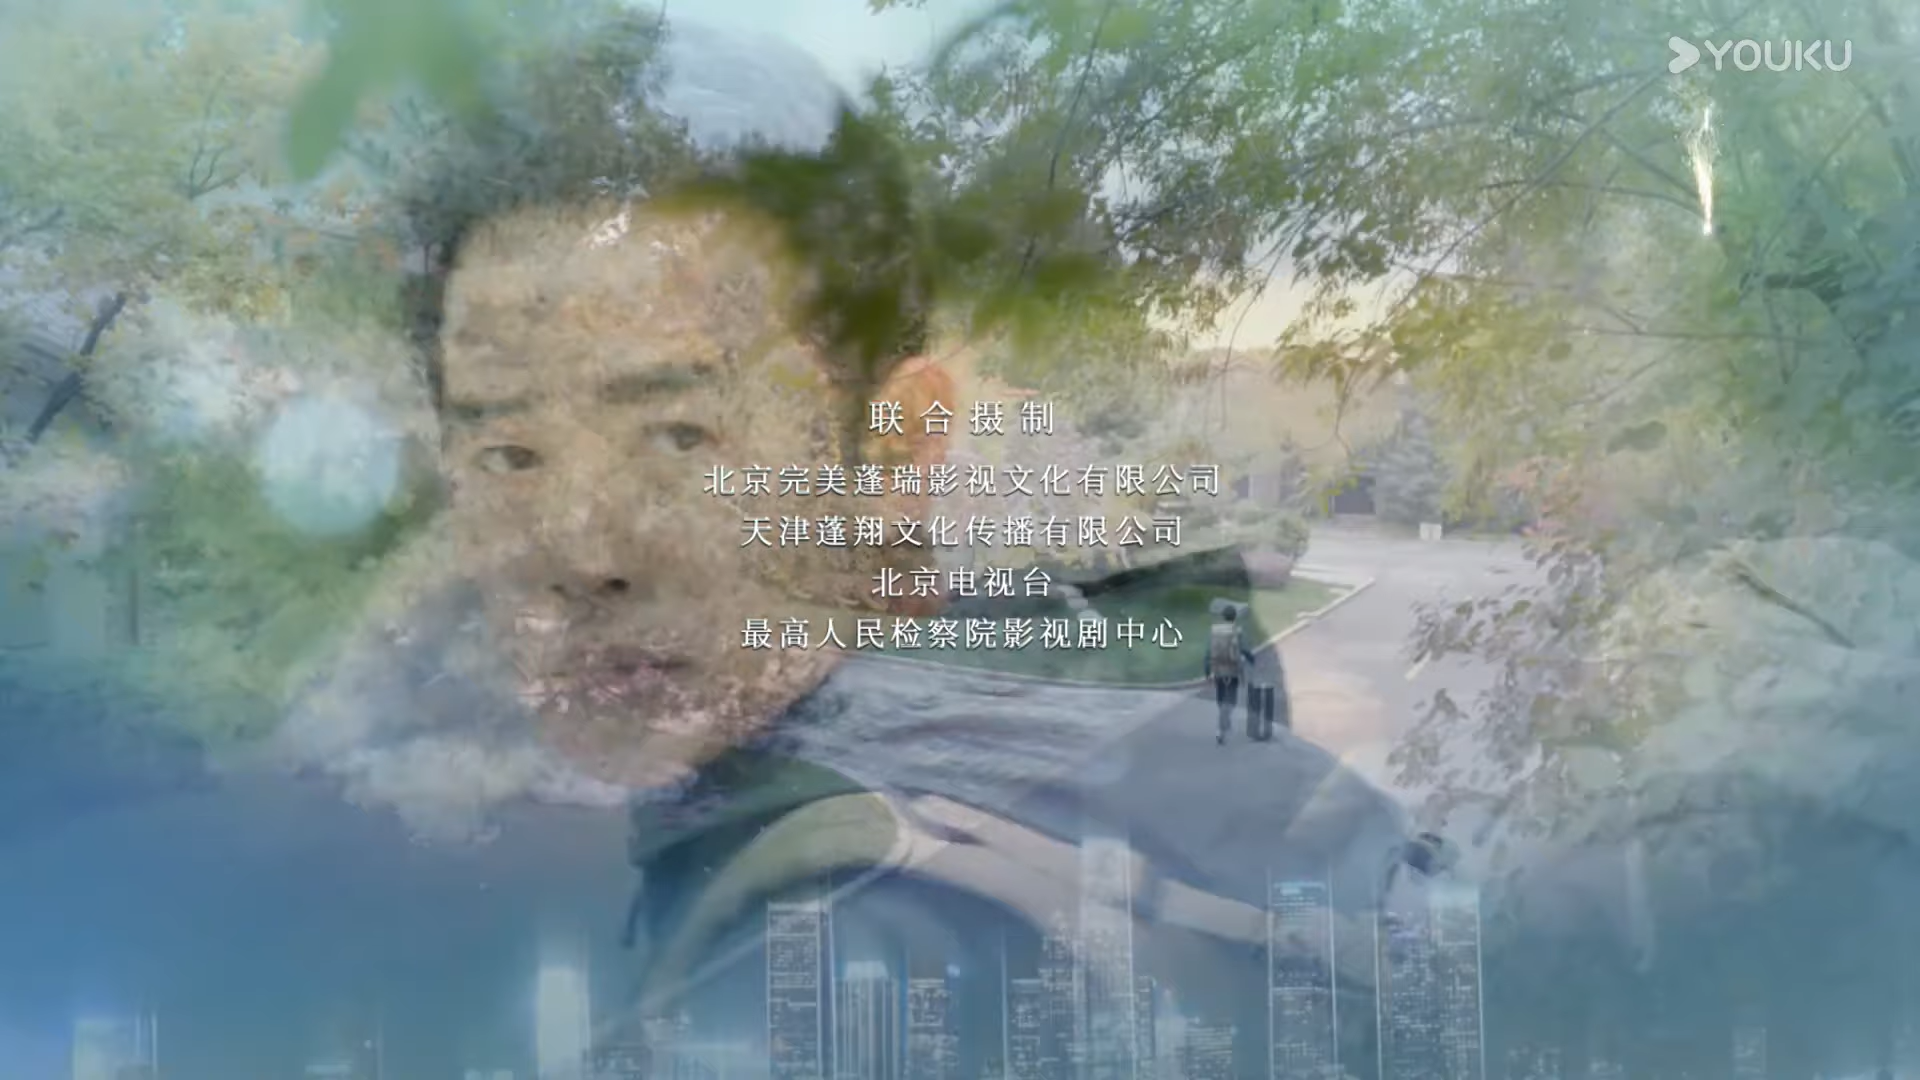 YOUKU
联合摄制
北京完美蓬瑞影视文化有限公司
天津蓬翔文化传播有限公司
北京电视台
最高人民检察院影视剧中心